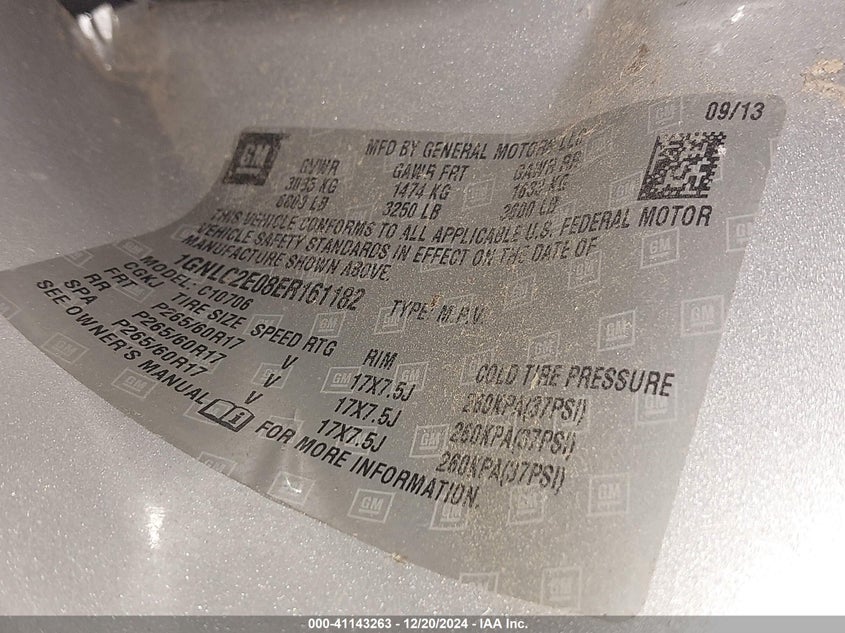 09/13
GM
MFD BY GENERAL MOTORS LLC
GVWR GAWR FRT GAWR RR
KG 1474 KG KG
LB 3250 LB LB
THIS VEHICLE CONFORMS TO ALL APPLICABLE U.S. FEDERAL MOTOR
VEHICLE SAFETY STANDARDS IN EFFECT ON THE DATE OF
MANUFACTURE SHOWN ABOVE.
1GNLC2E08ER161182 TYPE: M.P.V.
MODEL: C10706
CGKJ TIRE SIZE SPEED RTG RIM COLD TIRE PRESSURE
FRT P265/60R17 V 17X7.5J 260KPA(37PSI)
RR P265/60R17 V 17X7.5J 260KPA(37PSI)
SPA P265/60R17 V 17X7.5J 260KPA(37PSI)
SEE OWNER'S MANUAL FOR MORE INFORMATION.
000-41143263 - 12/20/2024 - IAA Inc.